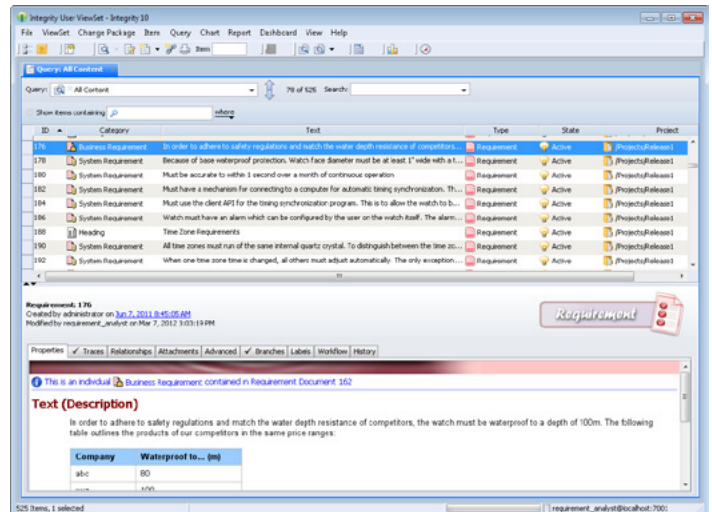 Integrity User ViewSet - Integrity 10
File ViewSet Change Package Item Query Chart Report Dashboard View Help
Item
Query: All Content
Query: All Content 78 of 525 Search:
Show items containing where
ID Category Text Type State Project
176 Business Requirement In order to adhere to safety regulations and match the water depth resistance of competitors... Requirement Active /Projects/Release1
178 System Requirement Because of base waterproof protection. Watch face diameter must be at least 1" wide with a t... Requirement Active /Projects/Release1
180 System Requirement Must be accurate to within 1 second over a month of continuous operation Requirement Active /Projects/Release1
182 System Requirement Must have a mechanism for connecting to a computer for automatic timing synchronization. Th... Requirement Active /Projects/Release1
184 System Requirement Must use the client API for the timing synchronization program. This is to allow the watch to b... Requirement Active /Projects/Release1
186 System Requirement Watch must have an alarm which can be configured by the user on the watch itself. The alarm... Requirement Active /Projects/Release1
188 Heading Time Zone Requirements Requirement Active /Projects/Release1
190 System Requirement All time zones must run of the same internal quartz crystal. To distinguish between the time zo... Requirement Active /Projects/Release1
192 System Requirement When one time zone time is changed, all others must adjust automatically. The only exception... Requirement Active /Projects/Release1
Requirement: 176
Created by administrator on Jun 7, 2011 8:45:05 AM
Modified by requirement_analyst on Mar 7, 2012 3:03:19 PM
Requirement
Properties Traces Relationships Attachments Advanced Branches Labels Workflow History
This is an individual Business Requirement contained in Requirement Document 162
Text (Description)
In order to adhere to safety regulations and match the water depth resistance of competitors, the watch must be waterproof to a depth of 100m. The following
table outlines the products of our competitors in the same price ranges:
Company Waterproof to... (m)
abc 80
100
525 Items, 1 selected requirement_analyst@localhost:7001